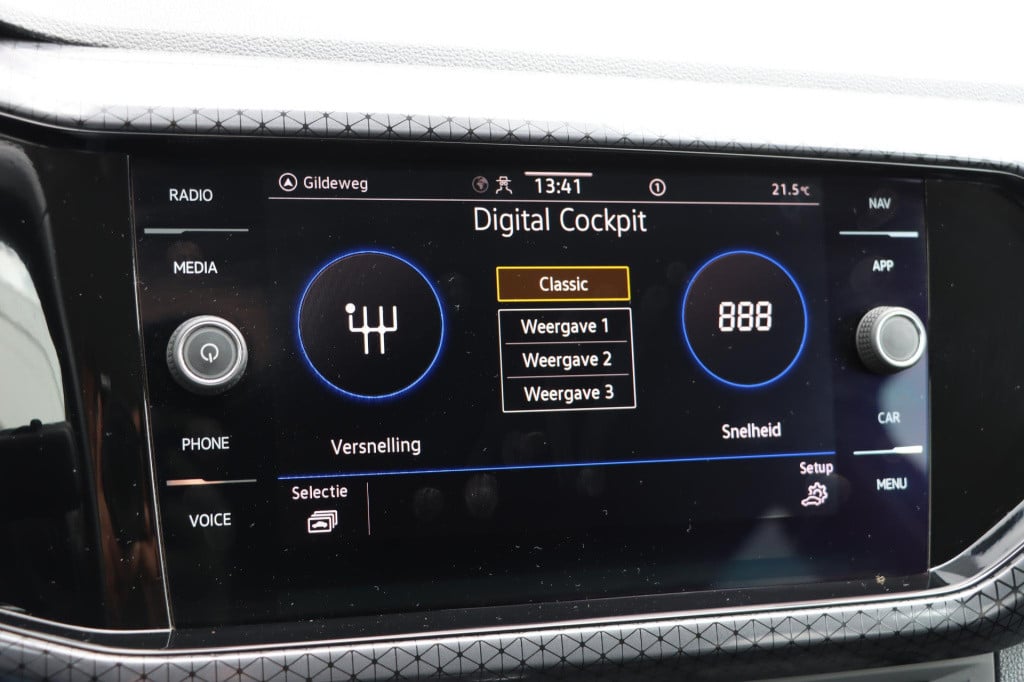 RADIO
MEDIA
PHONE
VOICE
Gildeweg
13:41
1
21.5°C
Digital Cockpit
Classic
Weergave 1
Weergave 2
Weergave 3
888
Versnelling
Snelheid
Selectie
Setup
NAV
APP
CAR
MENU